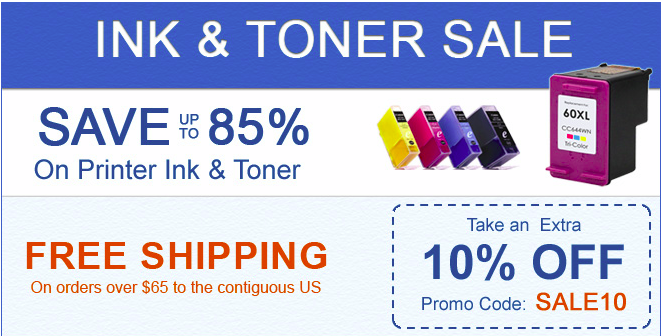 INK & TONER SALE
SAVE UP TO 85%
On Printer Ink & Toner
60XL
CC644WN
Tri-Color
FREE SHIPPING
On orders over $65 to the contiguous US
Take an Extra
10% OFF
Promo Code: SALE10